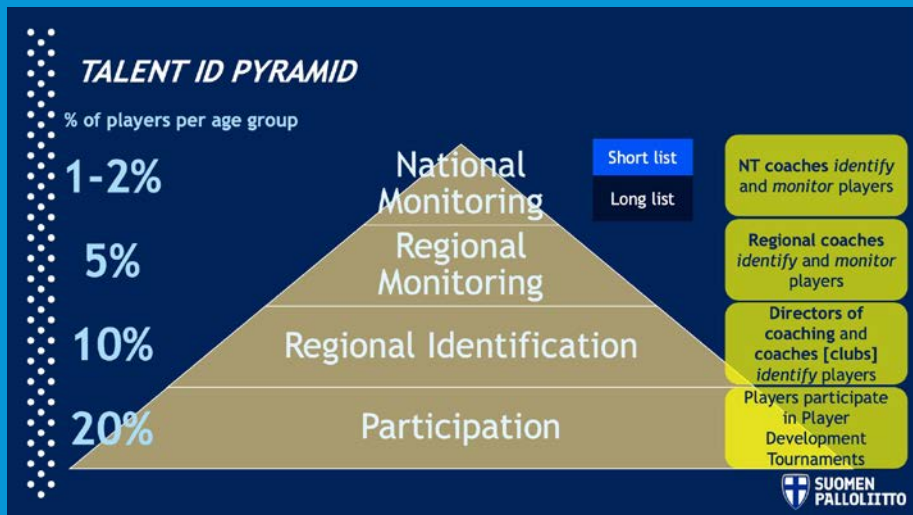 TALENT ID PYRAMID
% of players per age group
1-2%
National
Monitoring
Short list
Long list
NT coaches identify
and monitor players
5%
Regional
Monitoring
Regional coaches
identify and monitor
players
10%
Regional Identification
Directors of
coaching and
coaches [clubs]
identify players
20%
Participation
Players participate
in Player
Development
Tournaments
SUOMEN
PALLOLIITTO